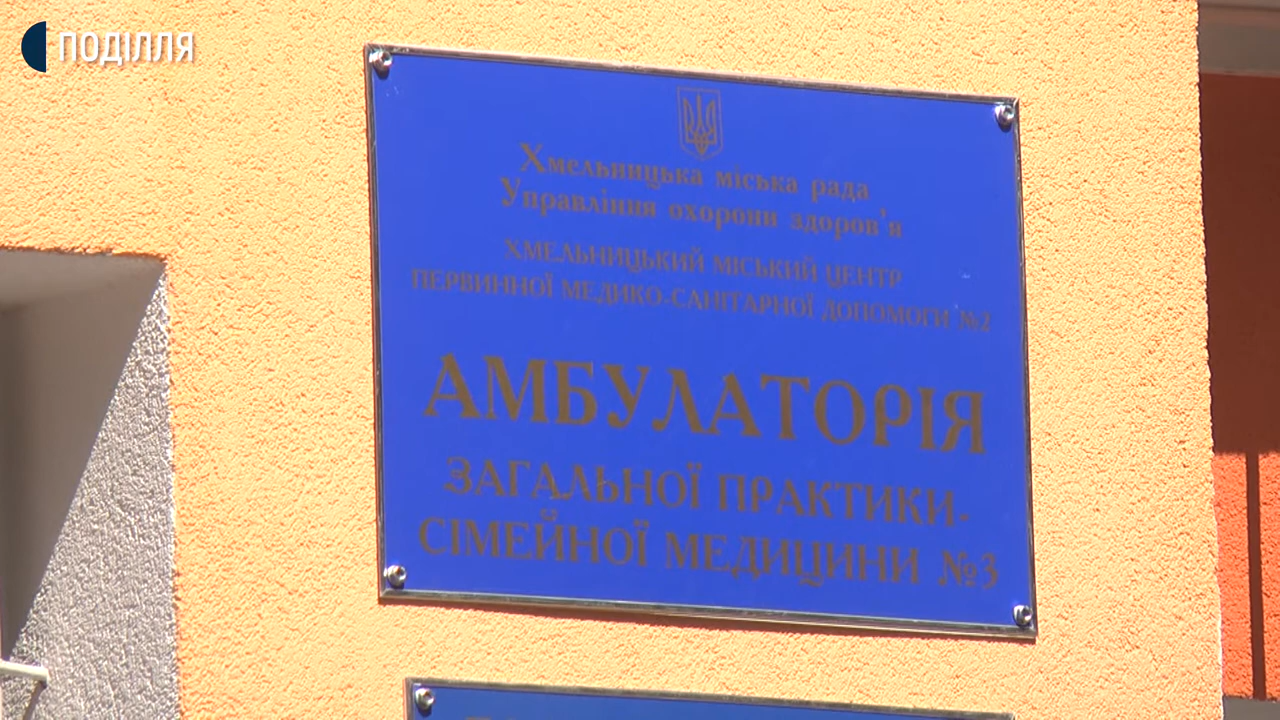 ПОДІЛЛЯ
Хмельницька міська рада
Управління охорони здоров'я
ХМЕЛЬНИЦЬКИЙ МІСЬКИЙ ЦЕНТР
ПЕРВИННОЇ МЕДИКО-САНІТАРНОЇ ДОПОМОГИ №2
АМБУЛАТОРІЯ
ЗАГАЛЬНОЇ ПРАКТИКИ-
СІМЕЙНОЇ МЕДИЦИНИ №3